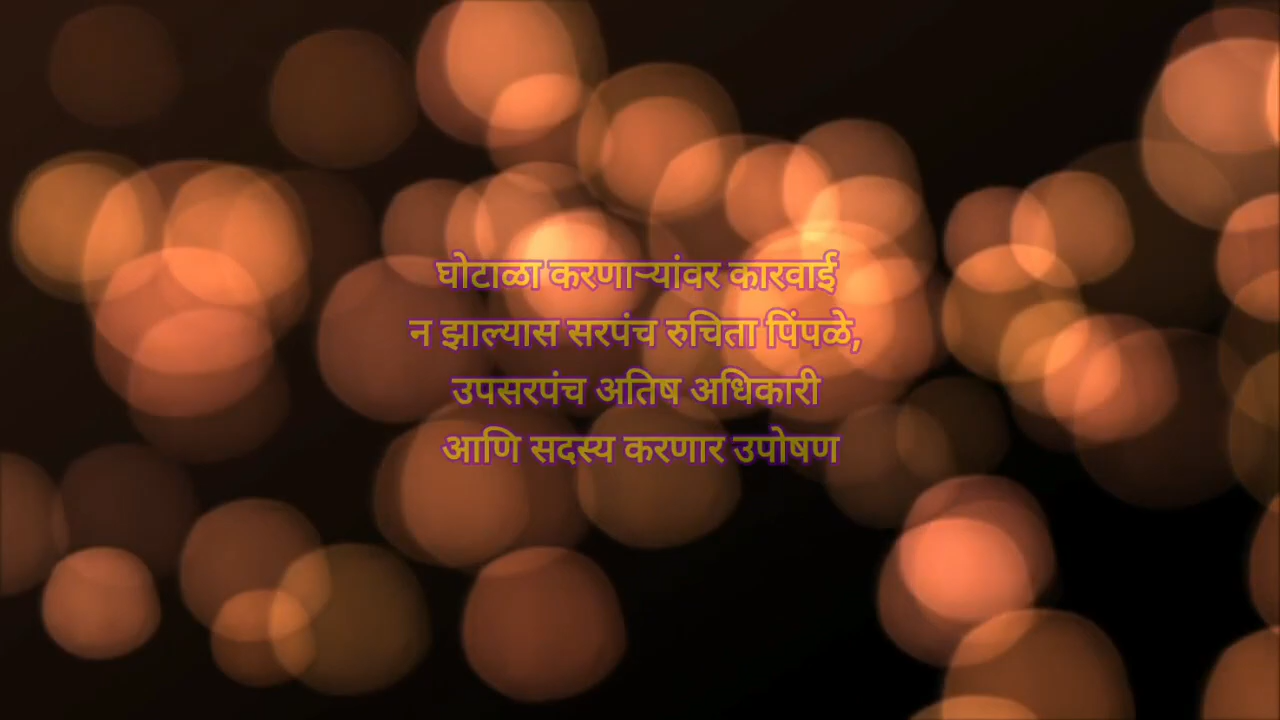 घोटाळा करणाऱ्यांवर कारवाई
न झाल्यास सरपंच रुचिता पिंपळे,
उपसरपंच अतिष अधिकारी
आणि सदस्य करणार उपोषण